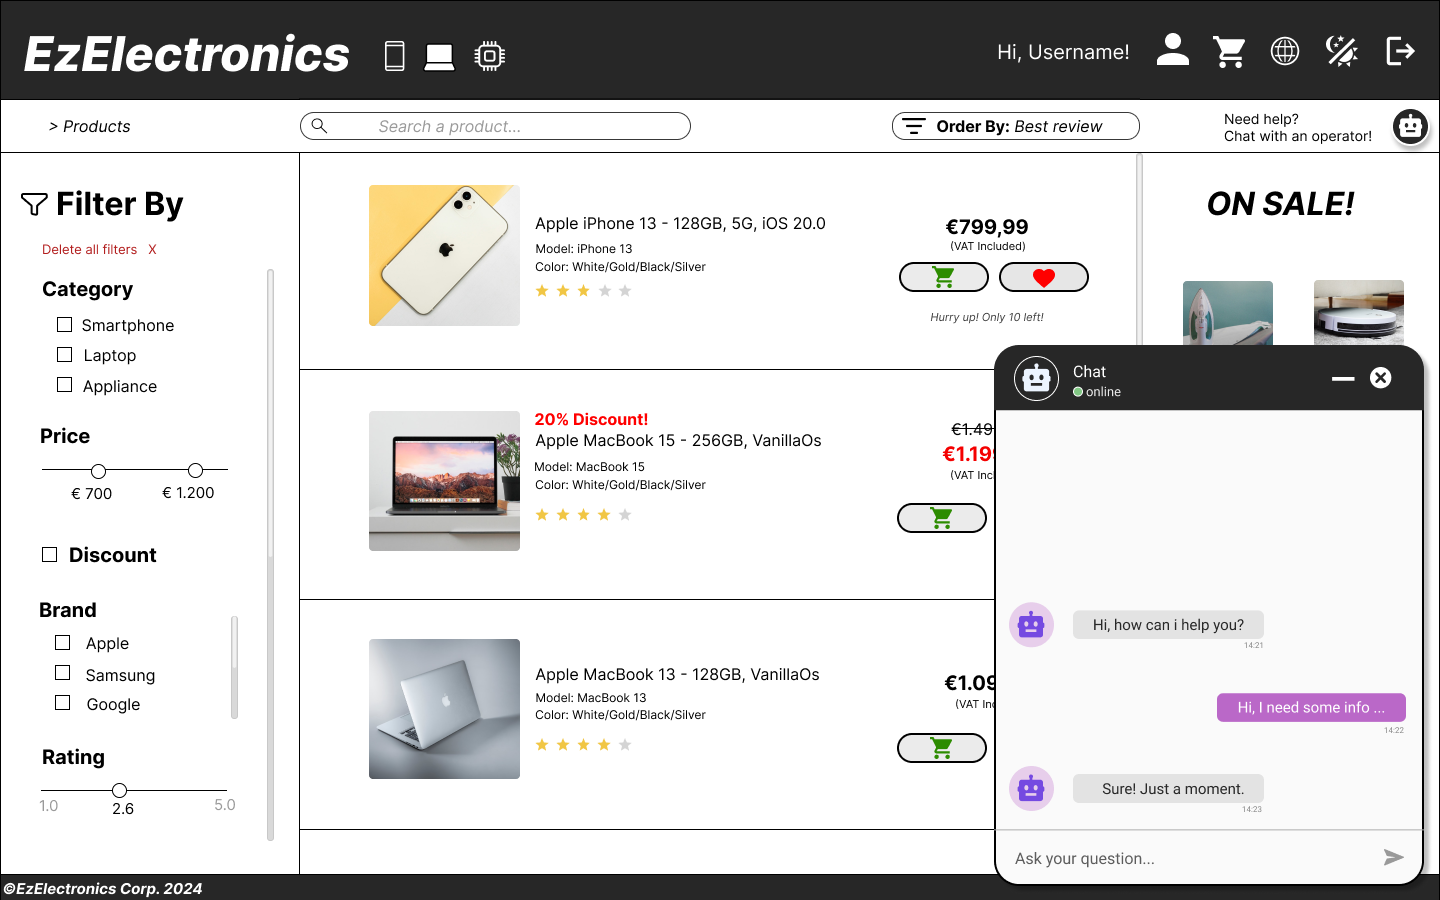 EzElectronics
Hi, Username!
> Products
Search a product...
Order By: Best review
Need help?
Chat with an operator!
Filter By
Delete all filters X
Category
Smartphone
Laptop
Appliance
Price
€ 700
€ 1.200
Discount
Brand
Apple
Samsung
Google
Rating
1.0
2.6
5.0
Apple iPhone 13 - 128GB, 5G, iOS 20.0
Model: iPhone 13
Color: White/Gold/Black/Silver
€799,99
(VAT Included)
Hurry up! Only 10 left!
20% Discount!
Apple MacBook 15 - 256GB, VanillaOs
Model: MacBook 15
Color: White/Gold/Black/Silver
€1.49
€1.19
(VAT Inc
Apple MacBook 13 - 128GB, VanillaOs
Model: MacBook 13
Color: White/Gold/Black/Silver
€1.09
(VAT Inc
ON SALE!
Chat
online
Hi, how can i help you?
14:21
Hi, I need some info ...
14:22
Sure! Just a moment.
14:23
Ask your question...
©EzElectronics Corp. 2024